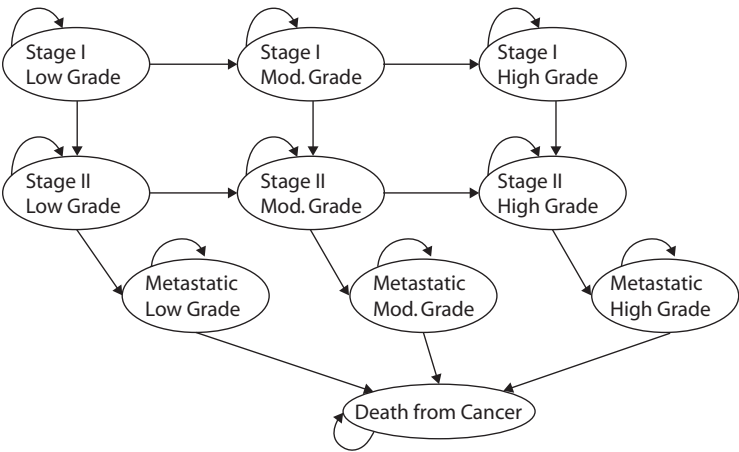 Stage I
Low Grade
Stage I
Mod. Grade
Stage I
High Grade
Stage II
Low Grade
Stage II
Mod. Grade
Stage II
High Grade
Metastatic
Low Grade
Metastatic
Mod. Grade
Metastatic
High Grade
Death from Cancer